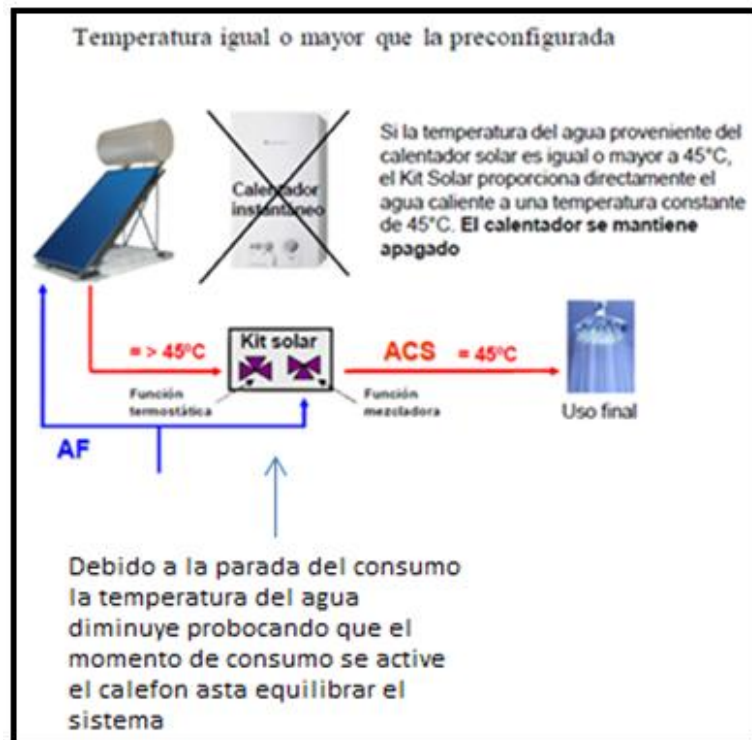 Temperatura igual o mayor que la preconfigurada
Calentador
instantáneo
Si la temperatura del agua proveniente del
calentador solar es igual o mayor a 45°C,
el Kit Solar proporciona directamente el
agua caliente a una temperatura constante
de 45°C. El calentador se mantiene
apagado
= > 45ºC
Kit solar
ACS = 45ºC
Función
termostática
Función
mezcladora
Uso final
AF
Debido a la parada del consumo
la temperatura del agua
diminuye probocando que el
momento de consumo se active
el calefon asta equilibrar el
sistema